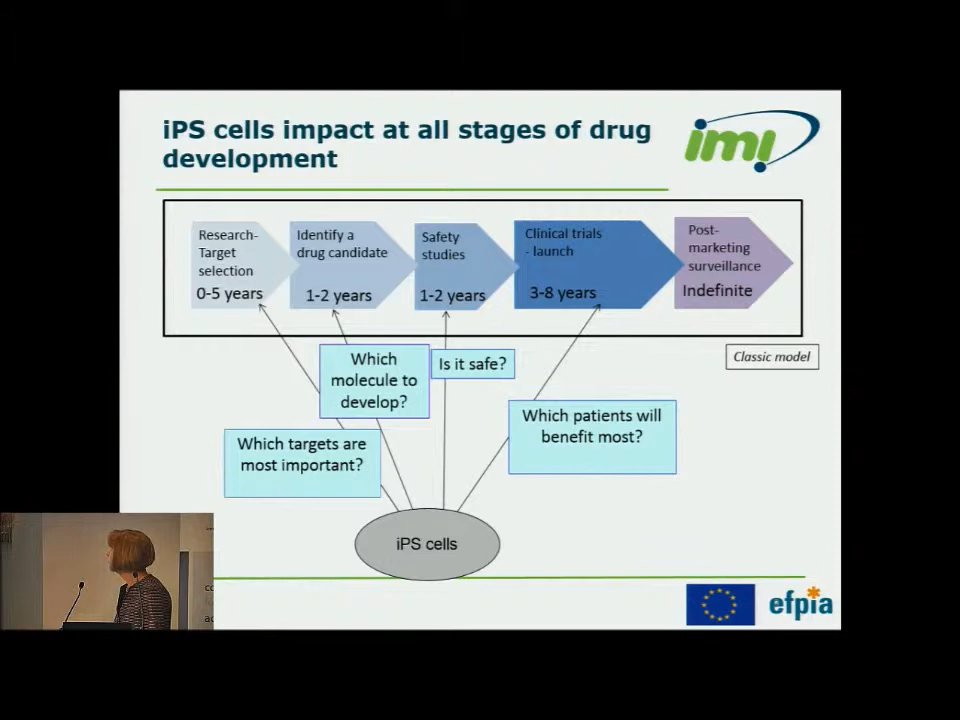 iPS cells impact at all stages of drug
development
imi
Research-
Target
selection
0-5 years
Identify a
drug candidate
1-2 years
Safety
studies
1-2 years
Clinical trials
- launch
3-8 years
Post-
marketing
surveillance
Indefinite
Classic model
Which
molecule to
develop?
Is it safe?
Which patients will
benefit most?
Which targets are
most important?
iPS cells
efpia